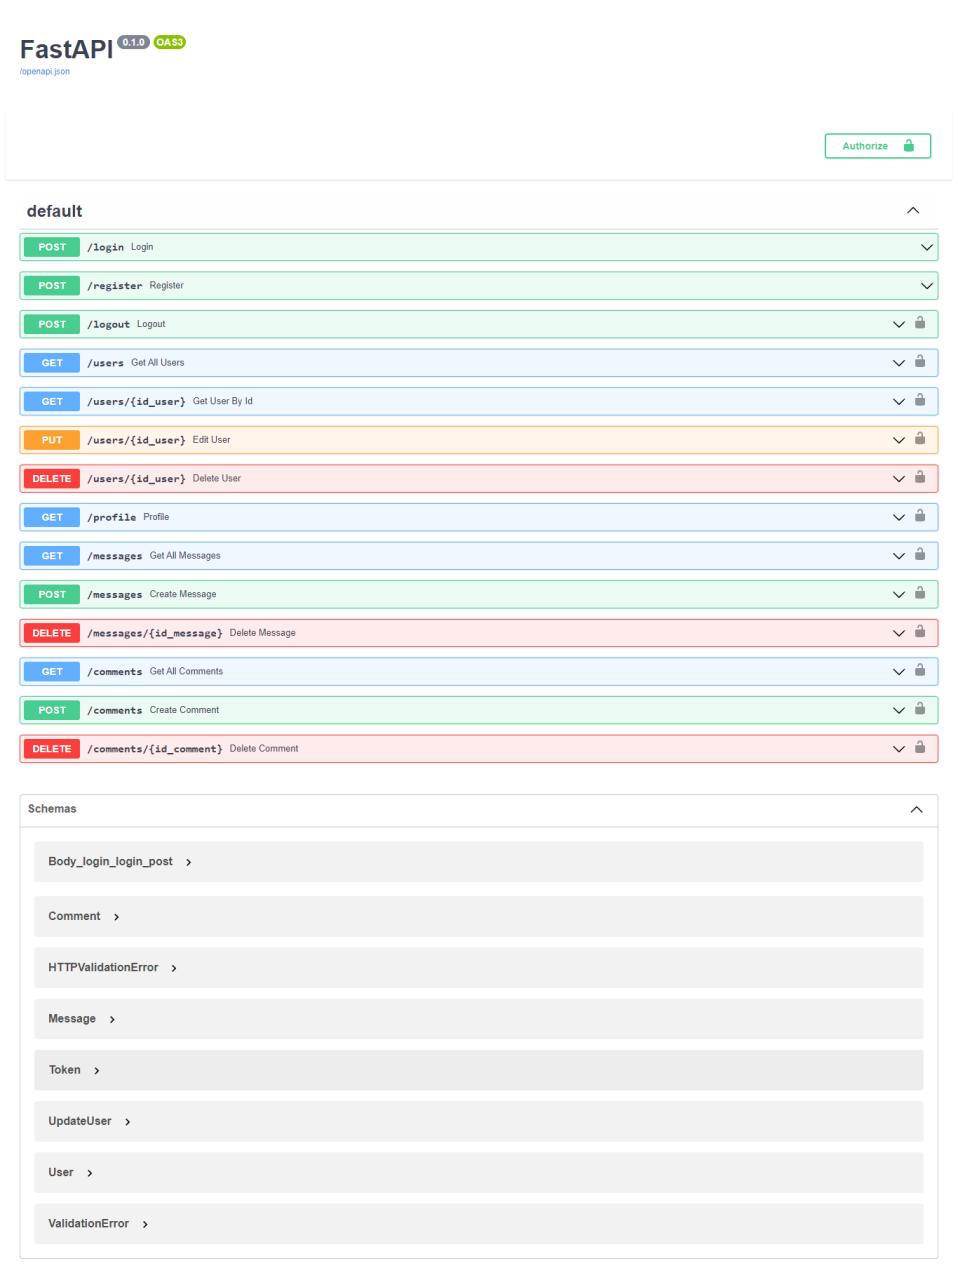 FastAPI 0.1.0 OAS3
/openapi.json
Authorize
default
POST /login Login
POST /register Register
POST /logout Logout
GET /users Get All Users
GET /users/{id_user} Get User By Id
PUT /users/{id_user} Edit User
DELETE /users/{id_user} Delete User
GET /profile Profile
GET /messages Get All Messages
POST /messages Create Message
DELETE /messages/{id_message} Delete Message
GET /comments Get All Comments
POST /comments Create Comment
DELETE /comments/{id_comment} Delete Comment
Schemas
Body_login_login_post
Comment
HTTPValidationError
Message
Token
UpdateUser
User
ValidationError